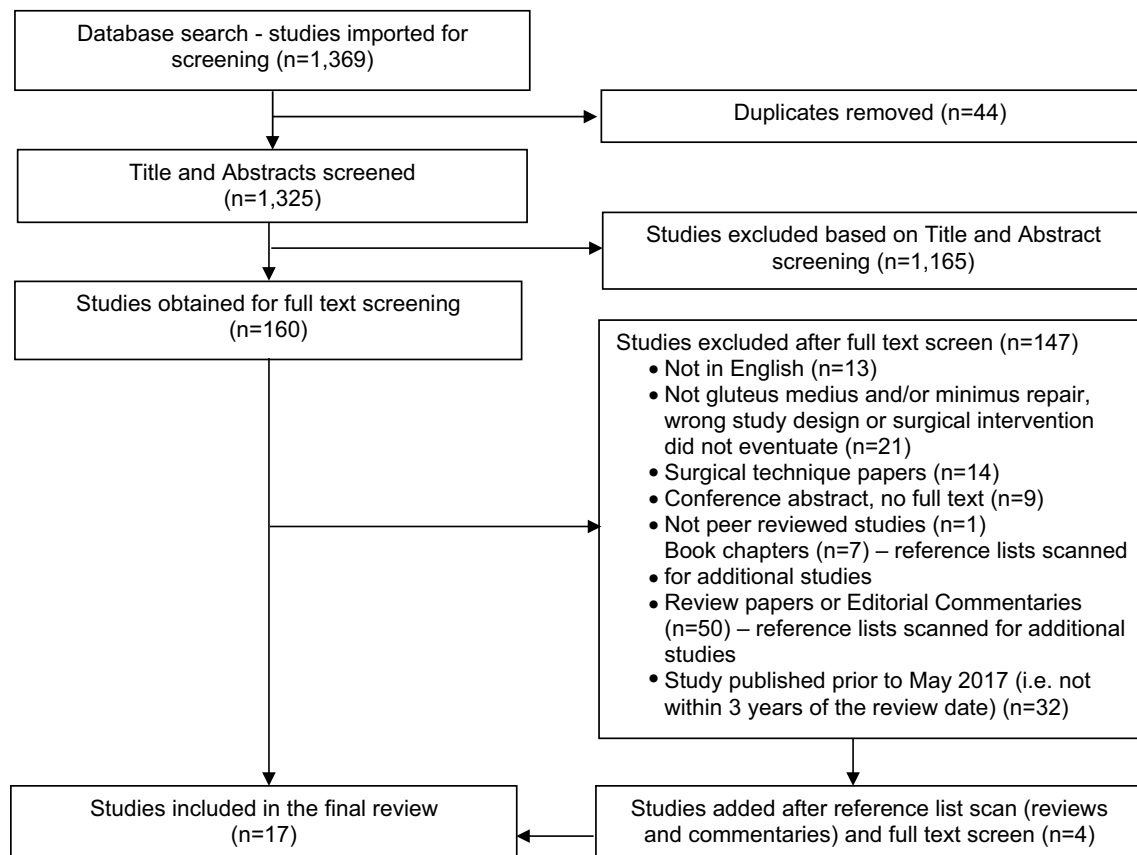 Database search - studies imported for
screening (n=1,369)
Duplicates removed (n=44)
Title and Abstracts screened
(n=1,325)
Studies excluded based on Title and Abstract
screening (n=1,165)
Studies obtained for full text screening
(n=160)
Studies excluded after full text screen (n=147)
• Not in English (n=13)
• Not gluteus medius and/or minimus repair,
wrong study design or surgical intervention
did not eventuate (n=21)
• Surgical technique papers (n=14)
• Conference abstract, no full text (n=9)
• Not peer reviewed studies (n=1)
Book chapters (n=7) – reference lists scanned
• for additional studies
• Review papers or Editorial Commentaries
(n=50) – reference lists scanned for additional
studies
• Study published prior to May 2017 (i.e. not
within 3 years of the review date) (n=32)
Studies included in the final review
(n=17)
Studies added after reference list scan (reviews
and commentaries) and full text screen (n=4)